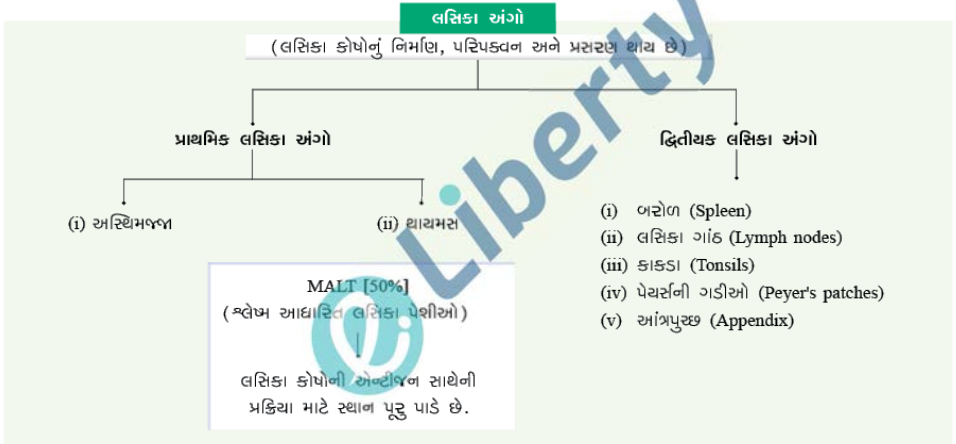 લસિકા અંગો
(લસિકા કોષોનું નિર્માણ, પરિપક્વન અને પ્રસરણ થાય છે)
પ્રાથમિક લસિકા અંગો
(i) અસ્થિમજ્જા
(ii) થાયમસ
MALT [50%]
(શ્લેષ્મ આધારિત લસિકા પેશીઓ)
લસિકા કોષોની એન્ટીજન સાથેની
પ્રક્રિયા માટે સ્થાન પૂરુ પાડે છે.
દ્વિતીયક લસિકા અંગો
(i) બરોળ (Spleen)
(ii) લસિકા ગાંઠ (Lymph nodes)
(iii) કાકડા (Tonsils)
(iv) પેયર્સની ગડીઓ (Peyer's patches)
(v) આંત્રપુચ્છ (Appendix)
Liberty